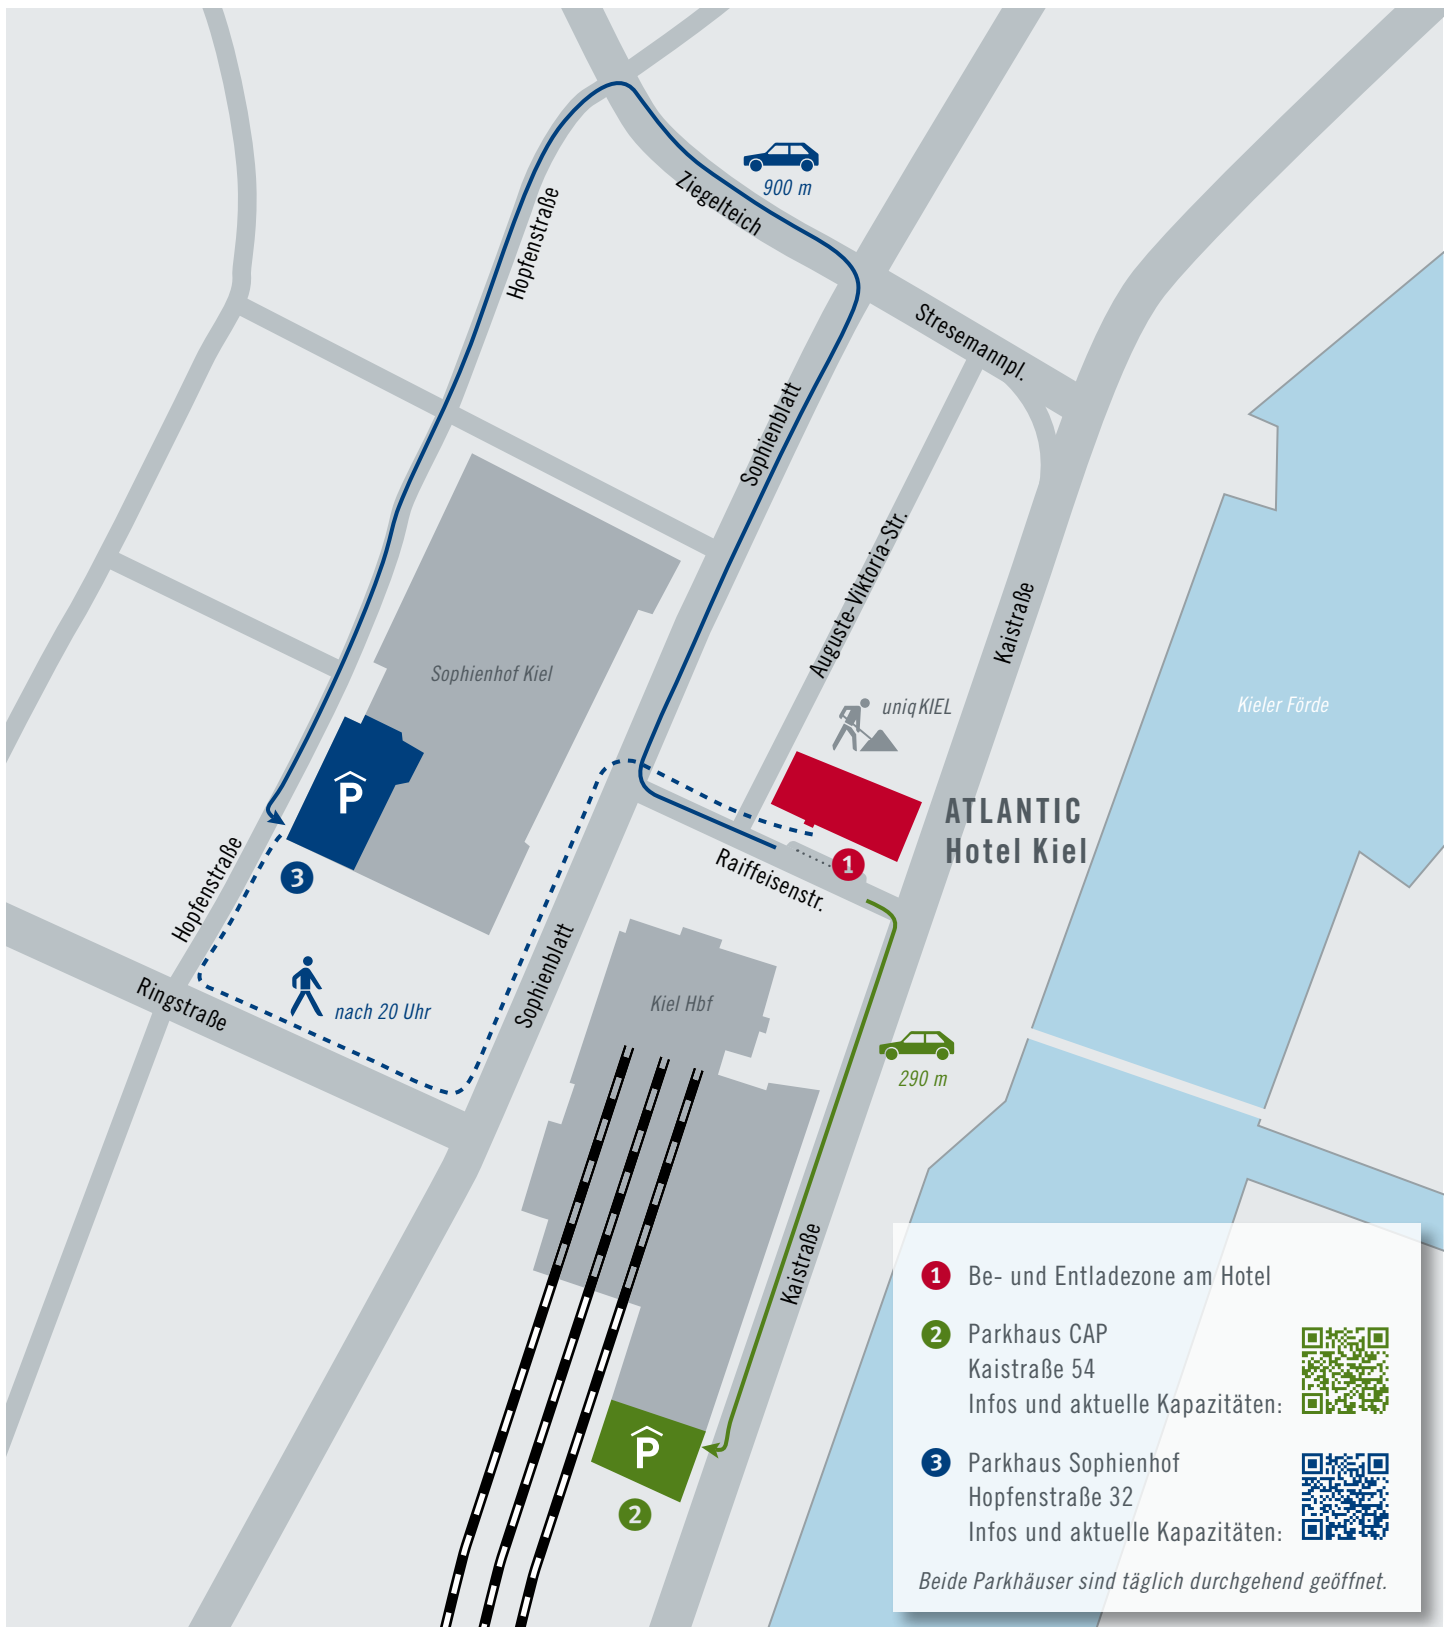 900 m
Ziegelteich
Hopfenstraße
Stresemannpl.
Sophienblatt
Auguste-Viktoria-Str.
Kaistraße
Sophienhof Kiel
uniqKIEL
Kieler Förde
P
ATLANTIC
Hotel Kiel
1
Raiffeisenstr.
3
Hopfenstraße
Sophienblatt
Ringstraße
nach 20 Uhr
Kiel Hbf
290 m
Kaistraße
P
2
1 Be- und Entladezone am Hotel
2 Parkhaus CAP
Kaistraße 54
Infos und aktuelle Kapazitäten:
3 Parkhaus Sophienhof
Hopfenstraße 32
Infos und aktuelle Kapazitäten:
Beide Parkhäuser sind täglich durchgehend geöffnet.